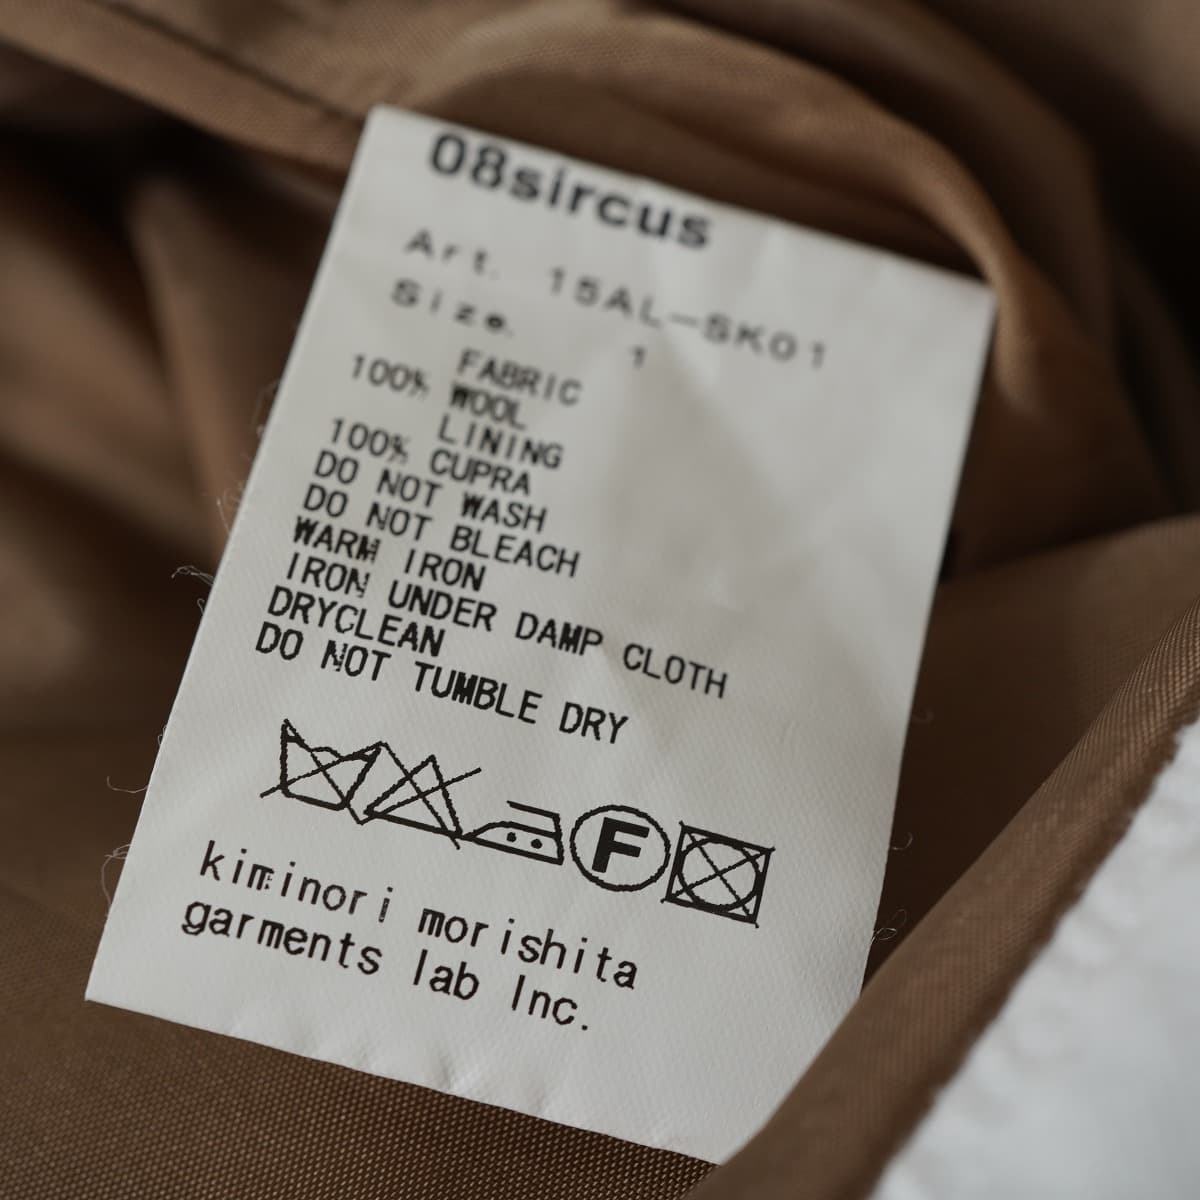 08sircus
Art. 15AL-SK01
Size. 1
FABRIC
100% WOOL
LINING
100% CUPRA
DO NOT WASH
DO NOT BLEACH
WARM IRON
IRON UNDER DAMP CLOTH
DRYCLEAN
DO NOT TUMBLE DRY
F
kiminori morishita
garments lab Inc.